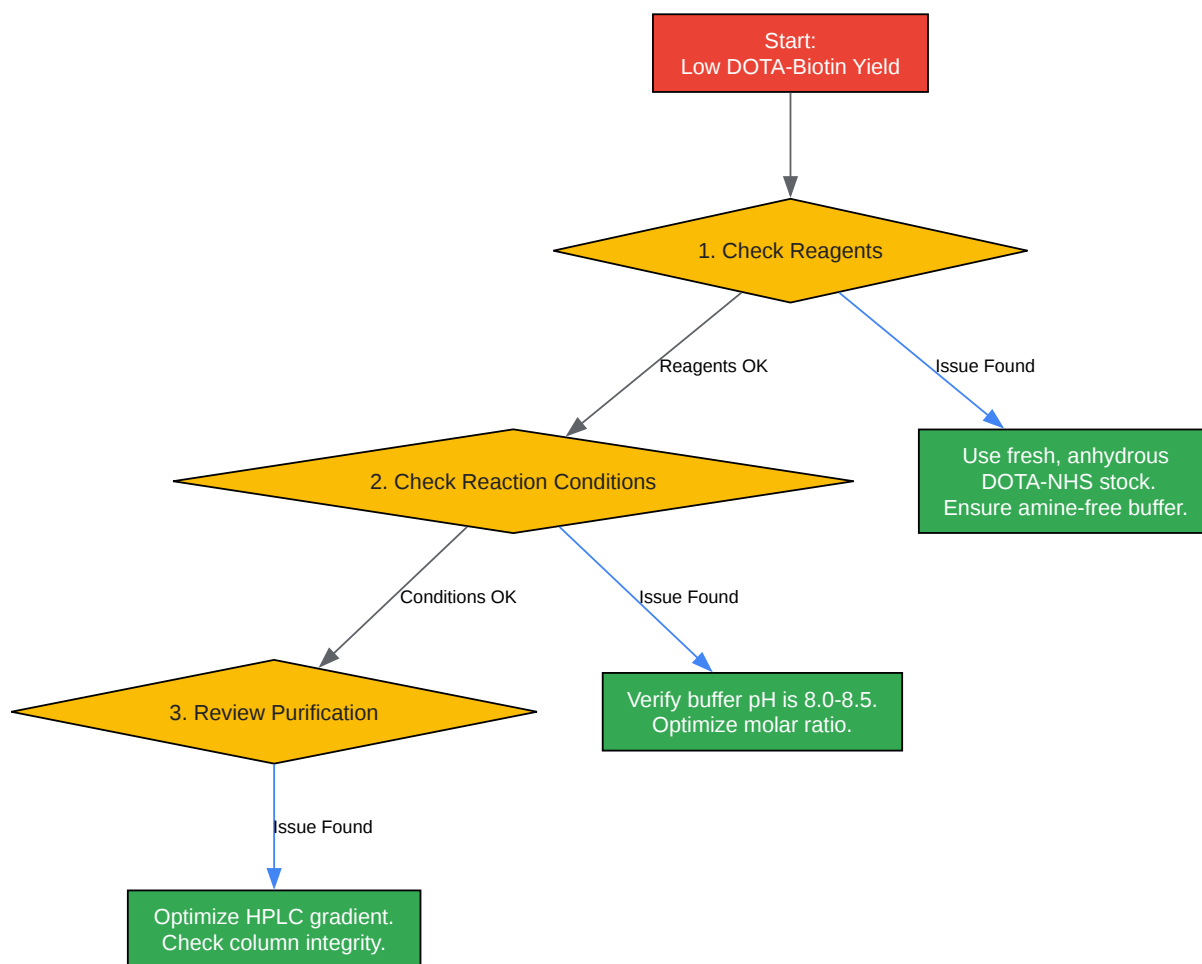 Start:
Low DOTA-Biotin Yield
1. Check Reagents
Reagents OK
Issue Found
Use fresh, anhydrous
DOTA-NHS stock.
Ensure amine-free buffer.
2. Check Reaction Conditions
Conditions OK
Issue Found
Verify buffer pH is 8.0-8.5.
Optimize molar ratio.
3. Review Purification
Issue Found
Optimize HPLC gradient.
Check column integrity.